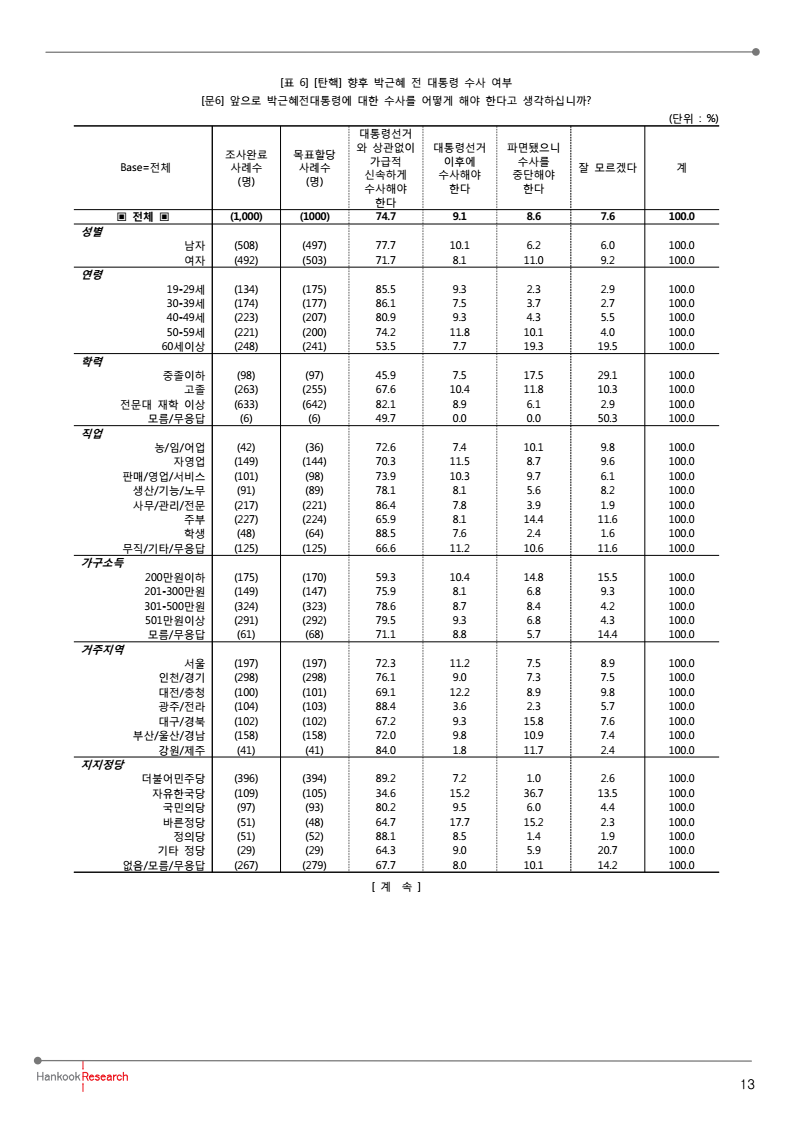 [표 6] [탄핵] 향후 박근혜 전 대통령 수사 여부
[문6] 앞으로 박근혜전대통령에 대한 수사를 어떻게 해야 한다고 생각하십니까?
(단위 : %)
Base=전체 조사완료 사례수 (명) 목표할당 사례수 (명) 대통령선거와 상관없이 가급적 신속하게 수사해야 한다 대통령선거 이후에 수사해야 한다 파면됐으니 수사를 중단해야 한다 잘 모르겠다 계
▣ 전체 ▣ (1,000) (1000) 74.7 9.1 8.6 7.6 100.0
성별
남자 (508) (497) 77.7 10.1 6.2 6.0 100.0
여자 (492) (503) 71.7 8.1 11.0 9.2 100.0
연령
19-29세 (134) (175) 85.5 9.3 2.3 2.9 100.0
30-39세 (174) (177) 86.1 7.5 3.7 2.7 100.0
40-49세 (223) (207) 80.9 9.3 4.3 5.5 100.0
50-59세 (221) (200) 74.2 11.8 10.1 4.0 100.0
60세이상 (248) (241) 53.5 7.7 19.3 19.5 100.0
학력
중졸이하 (98) (97) 45.9 7.5 17.5 29.1 100.0
고졸 (263) (255) 67.6 10.4 11.8 10.3 100.0
전문대 재학 이상 (633) (642) 82.1 8.9 6.1 2.9 100.0
모름/무응답 (6) (6) 49.7 0.0 0.0 50.3 100.0
직업
농/임/어업 (42) (36) 72.6 7.4 10.1 9.8 100.0
자영업 (149) (144) 70.3 11.5 8.7 9.6 100.0
판매/영업/서비스 (101) (98) 73.9 10.3 9.7 6.1 100.0
생산/기능/노무 (91) (89) 78.1 8.1 5.6 8.2 100.0
사무/관리/전문 (217) (221) 86.4 7.8 3.9 1.9 100.0
주부 (227) (224) 65.9 8.1 14.4 11.6 100.0
학생 (48) (64) 88.5 7.6 2.4 1.6 100.0
무직/기타/무응답 (125) (125) 66.6 11.2 10.6 11.6 100.0
가구소득
200만원이하 (175) (170) 59.3 10.4 14.8 15.5 100.0
201-300만원 (149) (147) 75.9 8.1 6.8 9.3 100.0
301-500만원 (324) (323) 78.6 8.7 8.4 4.2 100.0
501만원이상 (291) (292) 79.5 9.3 6.8 4.3 100.0
모름/무응답 (61) (68) 71.1 8.8 5.7 14.4 100.0
거주지역
서울 (197) (197) 72.3 11.2 7.5 8.9 100.0
인천/경기 (298) (298) 76.1 9.0 7.3 7.5 100.0
대전/충청 (100) (101) 69.1 12.2 8.9 9.8 100.0
광주/전라 (104) (103) 88.4 3.6 2.3 5.7 100.0
대구/경북 (102) (102) 67.2 9.3 15.8 7.6 100.0
부산/울산/경남 (158) (158) 72.0 9.8 10.9 7.4 100.0
강원/제주 (41) (41) 84.0 1.8 11.7 2.4 100.0
지지정당
더불어민주당 (396) (394) 89.2 7.2 1.0 2.6 100.0
자유한국당 (109) (105) 34.6 15.2 36.7 13.5 100.0
국민의당 (97) (93) 80.2 9.5 6.0 4.4 100.0
바른정당 (51) (48) 64.7 17.7 15.2 2.3 100.0
정의당 (51) (52) 88.1 8.5 1.4 1.9 100.0
기타 정당 (29) (29) 64.3 9.0 5.9 20.7 100.0
없음/모름/무응답 (267) (279) 67.7 8.0 10.1 14.2 100.0
[ 계 속 ]
Hankook Research
13